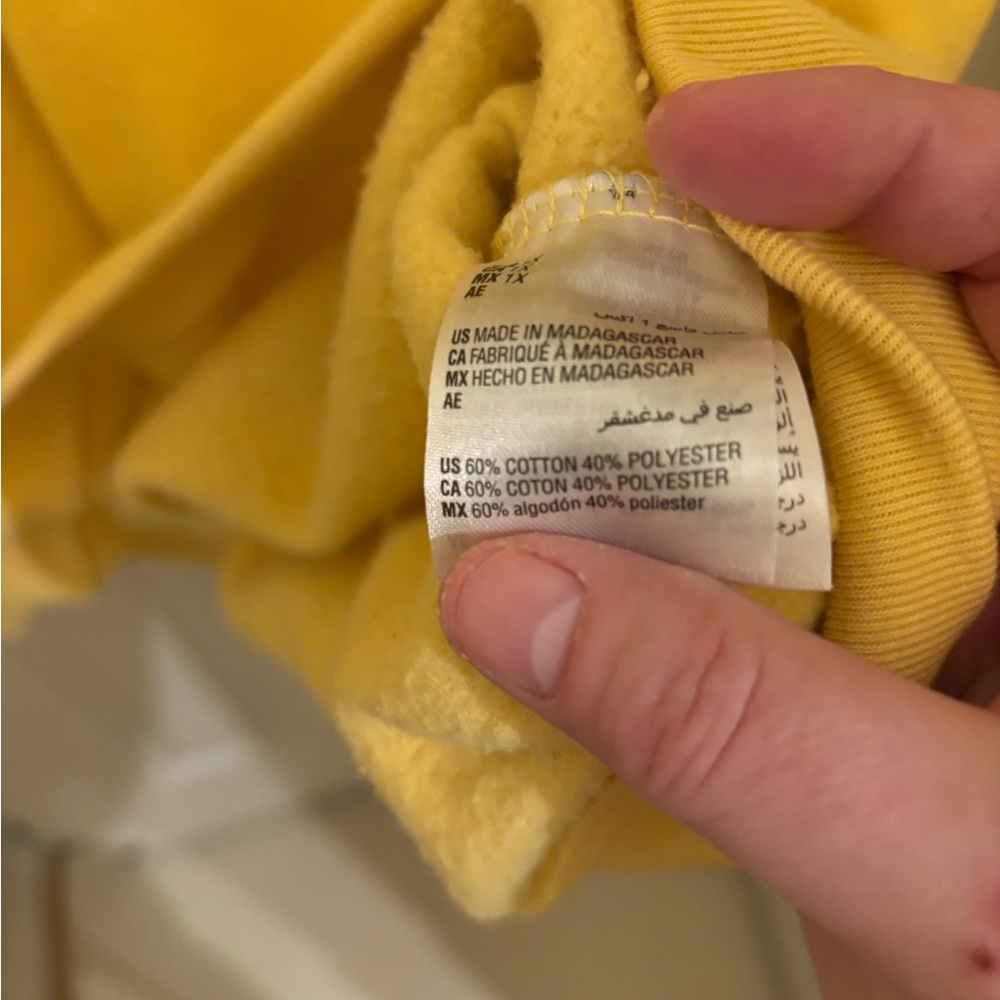 MX 1X
AE
US MADE IN MADAGASCAR
CA FABRIQUÉ À MADAGASCAR
MX HECHO EN MADAGASCAR
AE
صنع في مدغشقر
US 60% COTTON 40% POLYESTER
CA 60% COTON 40% POLYESTER
MX 60% algodón 40% poliester